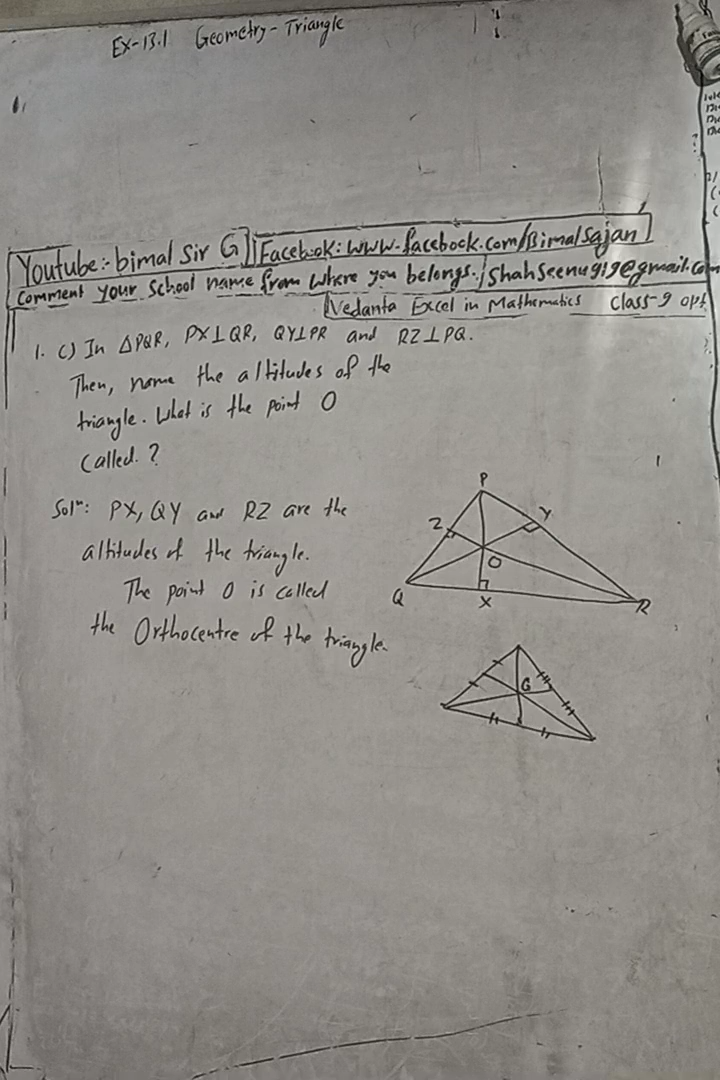 Ex-13.1 Geometry - Triangle
Youtube:- bimal Sir G
Facebook: www.facebook.com/Bimalsajan
Comment your School name from where you belongs. shahseenu919@gmail.com
Vedanta Excel in Mathematics Class-9 opt
1. c) In △PQR, PX⊥QR, QY⊥PR and RZ⊥PQ.
Then, name the altitudes of the
triangle. What is the point O
called.?
Solⁿ: PX, QY and RZ are the
altitudes of the triangle.
The point O is called
the Orthocentre of the triangle.
P
Z
Y
O
Q
X
R
G